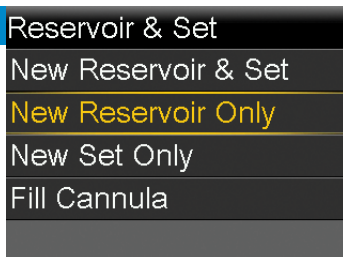 Reservoir & Set
New Reservoir & Set
New Reservoir Only
New Set Only
Fill Cannula